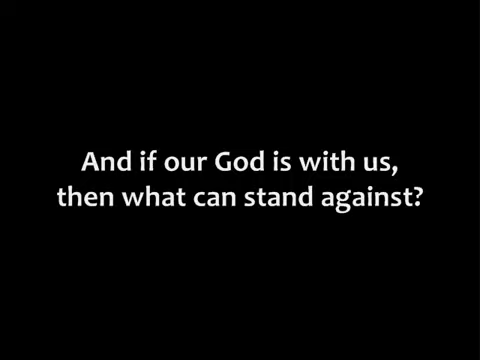 And if our God is with us,
then what can stand against?